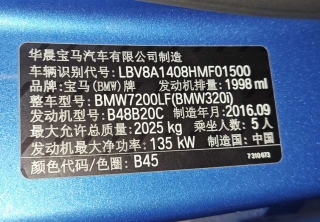 华晨宝马汽车有限公司制造
车辆识别代号: LBV8A1408HMF01500
品牌: 宝马(BMW)牌 发动机排量: 1998 ml
整车型号: BMW7200LF(BMW320i)
发动机型号: B48B20C 制造年月: 2016.09
最大允许总质量: 2025 kg 乘坐人数: 5 人
发动机最大净功率: 135 kW 制造国: 中国
颜色代码/色圈: B45 7310473